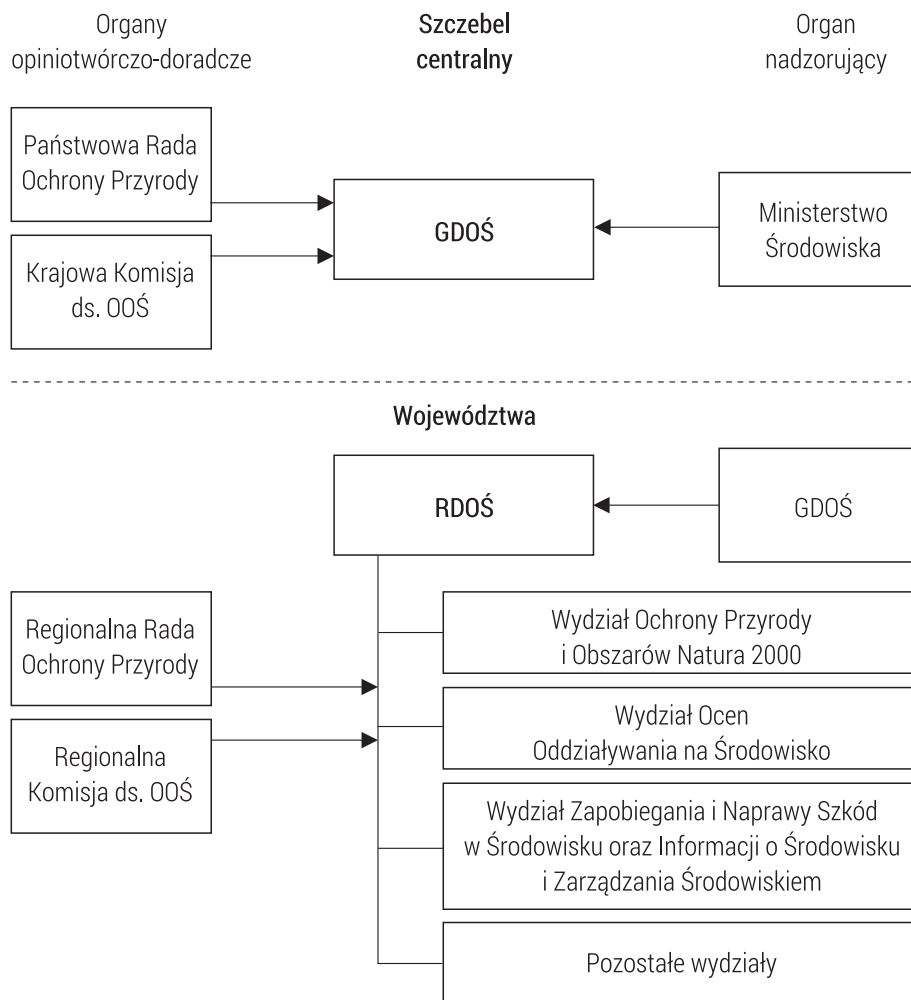 Organy
opiniotwórczo-doradcze
Szczebel
centralny
Organ
nadzorujący
Państwowa Rada
Ochrony Przyrody
Krajowa Komisja
ds. OOŚ
GDOŚ
Ministerstwo
Środowiska
Województwa
RDOŚ
GDOŚ
Regionalna Rada
Ochrony Przyrody
Regionalna
Komisja ds. OOŚ
Wydział Ochrony Przyrody
i Obszarów Natura 2000
Wydział Ocen
Oddziaływania na Środowisko
Wydział Zapobiegania i Naprawy Szkód
w Środowisku oraz Informacji o Środowisku
i Zarządzania Środowiskiem
Pozostałe wydziały